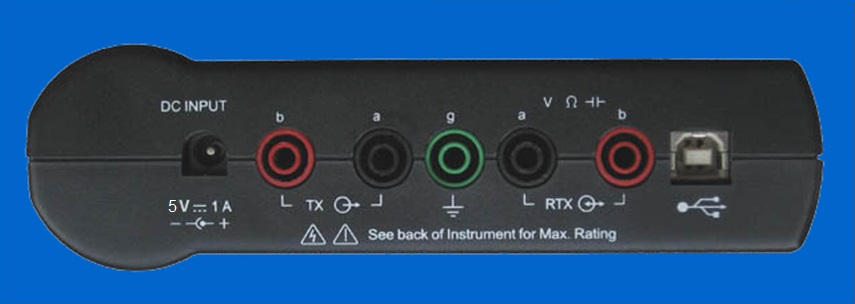 DC INPUT
b
a
g
a
V Ω ⊣⊢
b
5V⎓1A
TX
RTX
− +
See back of Instrument for Max. Rating